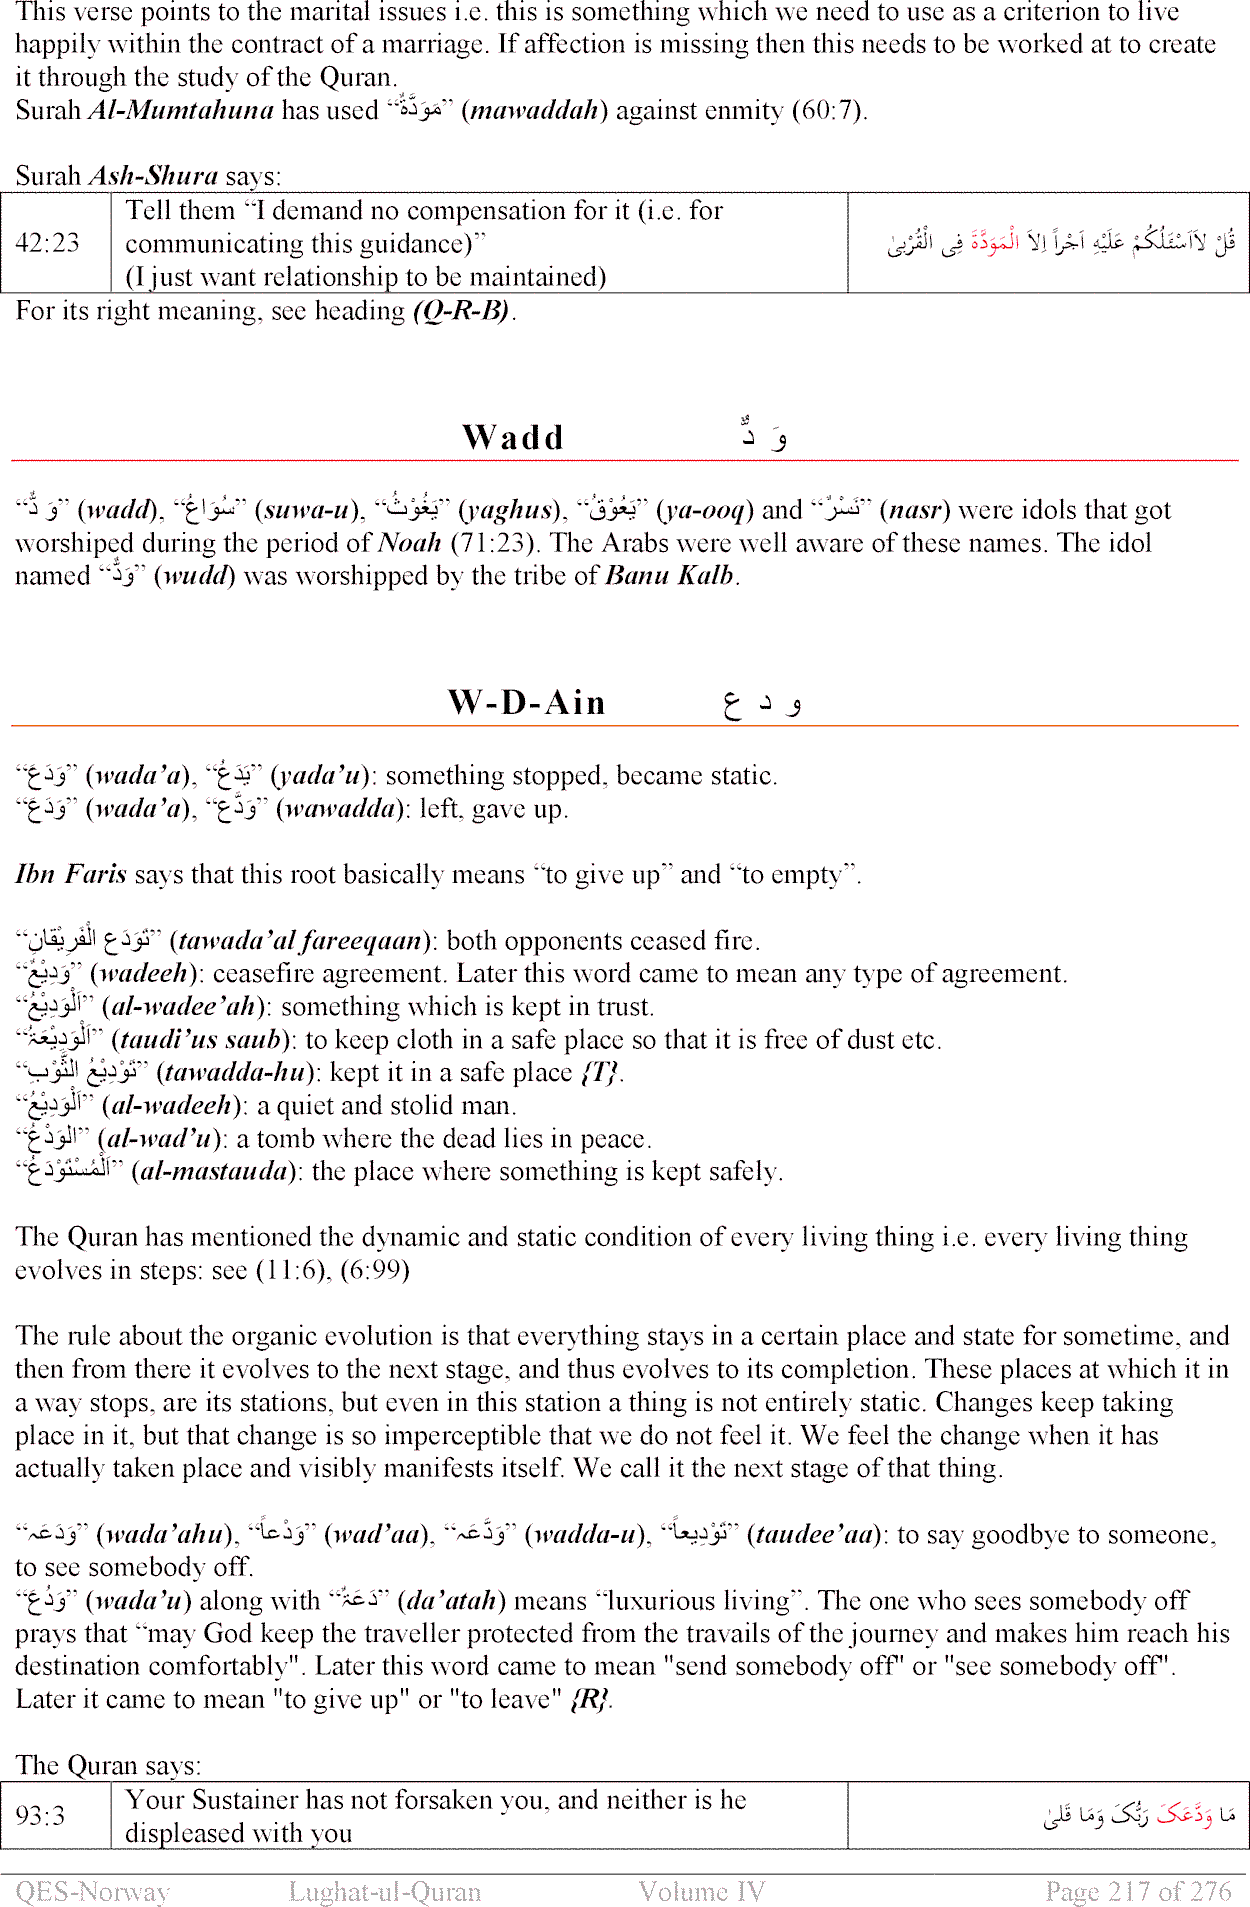 This verse points to the marital issues i.e. this is something which we need to use as a criterion to live
happily within the contract of a marriage. If affection is missing then this needs to be worked at to create
it through the study of the Quran.
Surah Al-Mumtahuna has used “مَوَدَّةٌ” (mawaddah) against enmity (60:7).
Surah Ash-Shura says:
42:23
Tell them “I demand no compensation for it (i.e. for
communicating this guidance)”
(I just want relationship to be maintained)
قُلْ لاَ اَسْئَلُكُمْ عَلَيْهِ اَجْراً اِلاَّ الْمَوَدَّةَ فِى الْقُرْبىٰ
For its right meaning, see heading (Q-R-B).
Wadd وَ دٌّ
“وَ دٌّ” (wadd), “سُوَاعٌ” (suwa-u), “يَغُوْثُ” (yaghus), “يَعُوْقُ” (ya-ooq) and “نَسْرٌ” (nasr) were idols that got
worshiped during the period of Noah (71:23). The Arabs were well aware of these names. The idol
named “وَدٌّ” (wudd) was worshipped by the tribe of Banu Kalb.
W-D-Ain و د ع
“وَدَعَ” (wada’a), “يَدَعُ” (yada’u): something stopped, became static.
“وَدَعَ” (wada’a), “وَدَّع” (wawadda): left, gave up.
Ibn Faris says that this root basically means “to give up” and “to empty”.
“تَوَدَع الْفَرِيْقَانِ” (tawada’al fareeqaan): both opponents ceased fire.
“وَدِيْعٌ” (wadeeh): ceasefire agreement. Later this word came to mean any type of agreement.
“اَلْوَدِيْعُ” (al-wadee’ah): something which is kept in trust.
“اَلْوَدِيْعَۃُ” (taudi’us saub): to keep cloth in a safe place so that it is free of dust etc.
“تَوْدِيْعُ الثَّوْبِ” (tawadda-hu): kept it in a safe place {T}.
“اَلْوَدِيْعُ” (al-wadeeh): a quiet and stolid man.
“الوَدْعُ” (al-wad’u): a tomb where the dead lies in peace.
“اَلْمُسْتَوْدَعُ” (al-mastauda): the place where something is kept safely.
The Quran has mentioned the dynamic and static condition of every living thing i.e. every living thing
evolves in steps: see (11:6), (6:99)
The rule about the organic evolution is that everything stays in a certain place and state for sometime, and
then from there it evolves to the next stage, and thus evolves to its completion. These places at which it in
a way stops, are its stations, but even in this station a thing is not entirely static. Changes keep taking
place in it, but that change is so imperceptible that we do not feel it. We feel the change when it has
actually taken place and visibly manifests itself. We call it the next stage of that thing.
“وَدَعَہ” (wada’ahu), “وَدْعاً” (wad’aa), “وَدَّعَہ” (wadda-u), “تَوْدِيعاً” (taudee’aa): to say goodbye to someone,
to see somebody off.
“وَدُعَ” (wada’u) along with “دَعَۃٌ” (da’atah) means “luxurious living”. The one who sees somebody off
prays that “may God keep the traveller protected from the travails of the journey and makes him reach his
destination comfortably". Later this word came to mean "send somebody off" or "see somebody off".
Later it came to mean "to give up" or "to leave" {R}.
The Quran says:
93:3
Your Sustainer has not forsaken you, and neither is he
displeased with you
مَا وَدَّعَکَ رَبُّکَ وَمَا قَلىٰ
QES-Norway Lughat-ul-Quran Volume IV Page 217 of 276